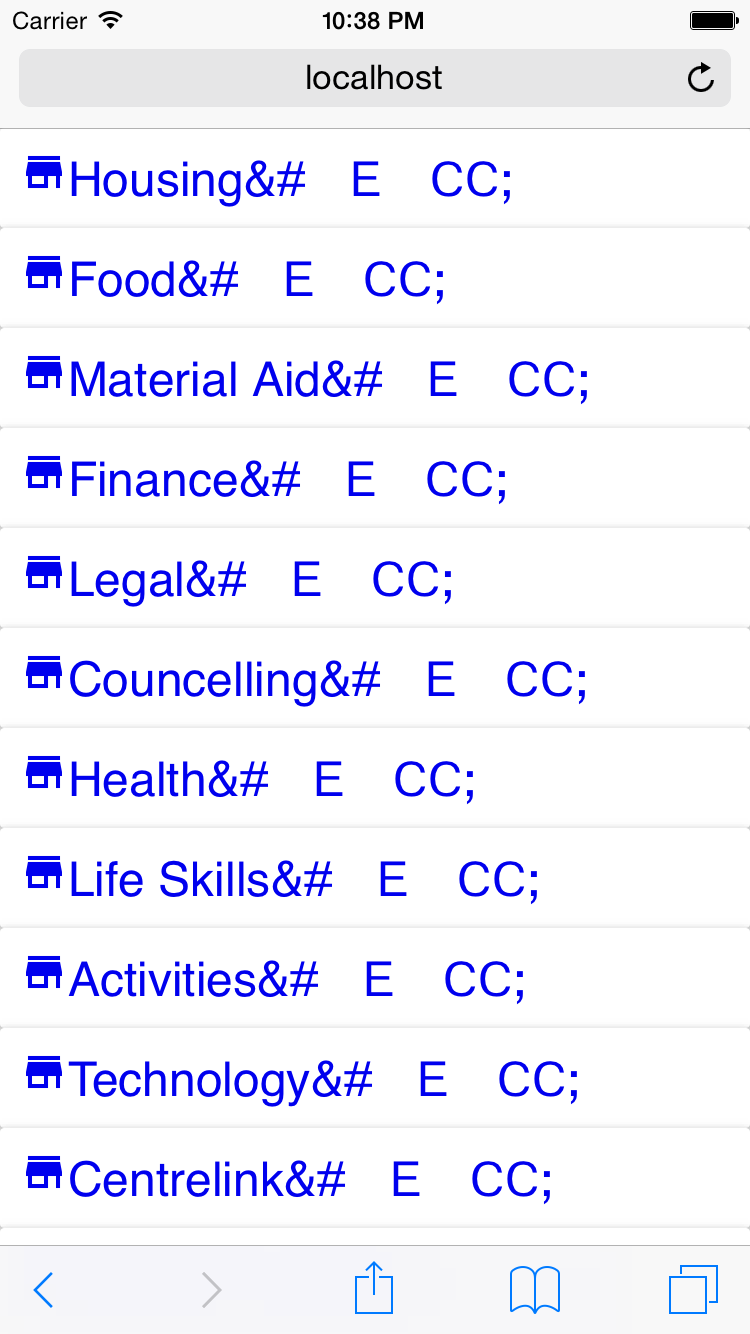 Carrier 10:38 PM
localhost
Housing&# E CC;
Food&# E CC;
Material Aid&# E CC;
Finance&# E CC;
Legal&# E CC;
Councelling&# E CC;
Health&# E CC;
Life Skills&# E CC;
Activities&# E CC;
Technology&# E CC;
Centrelink&# E CC;